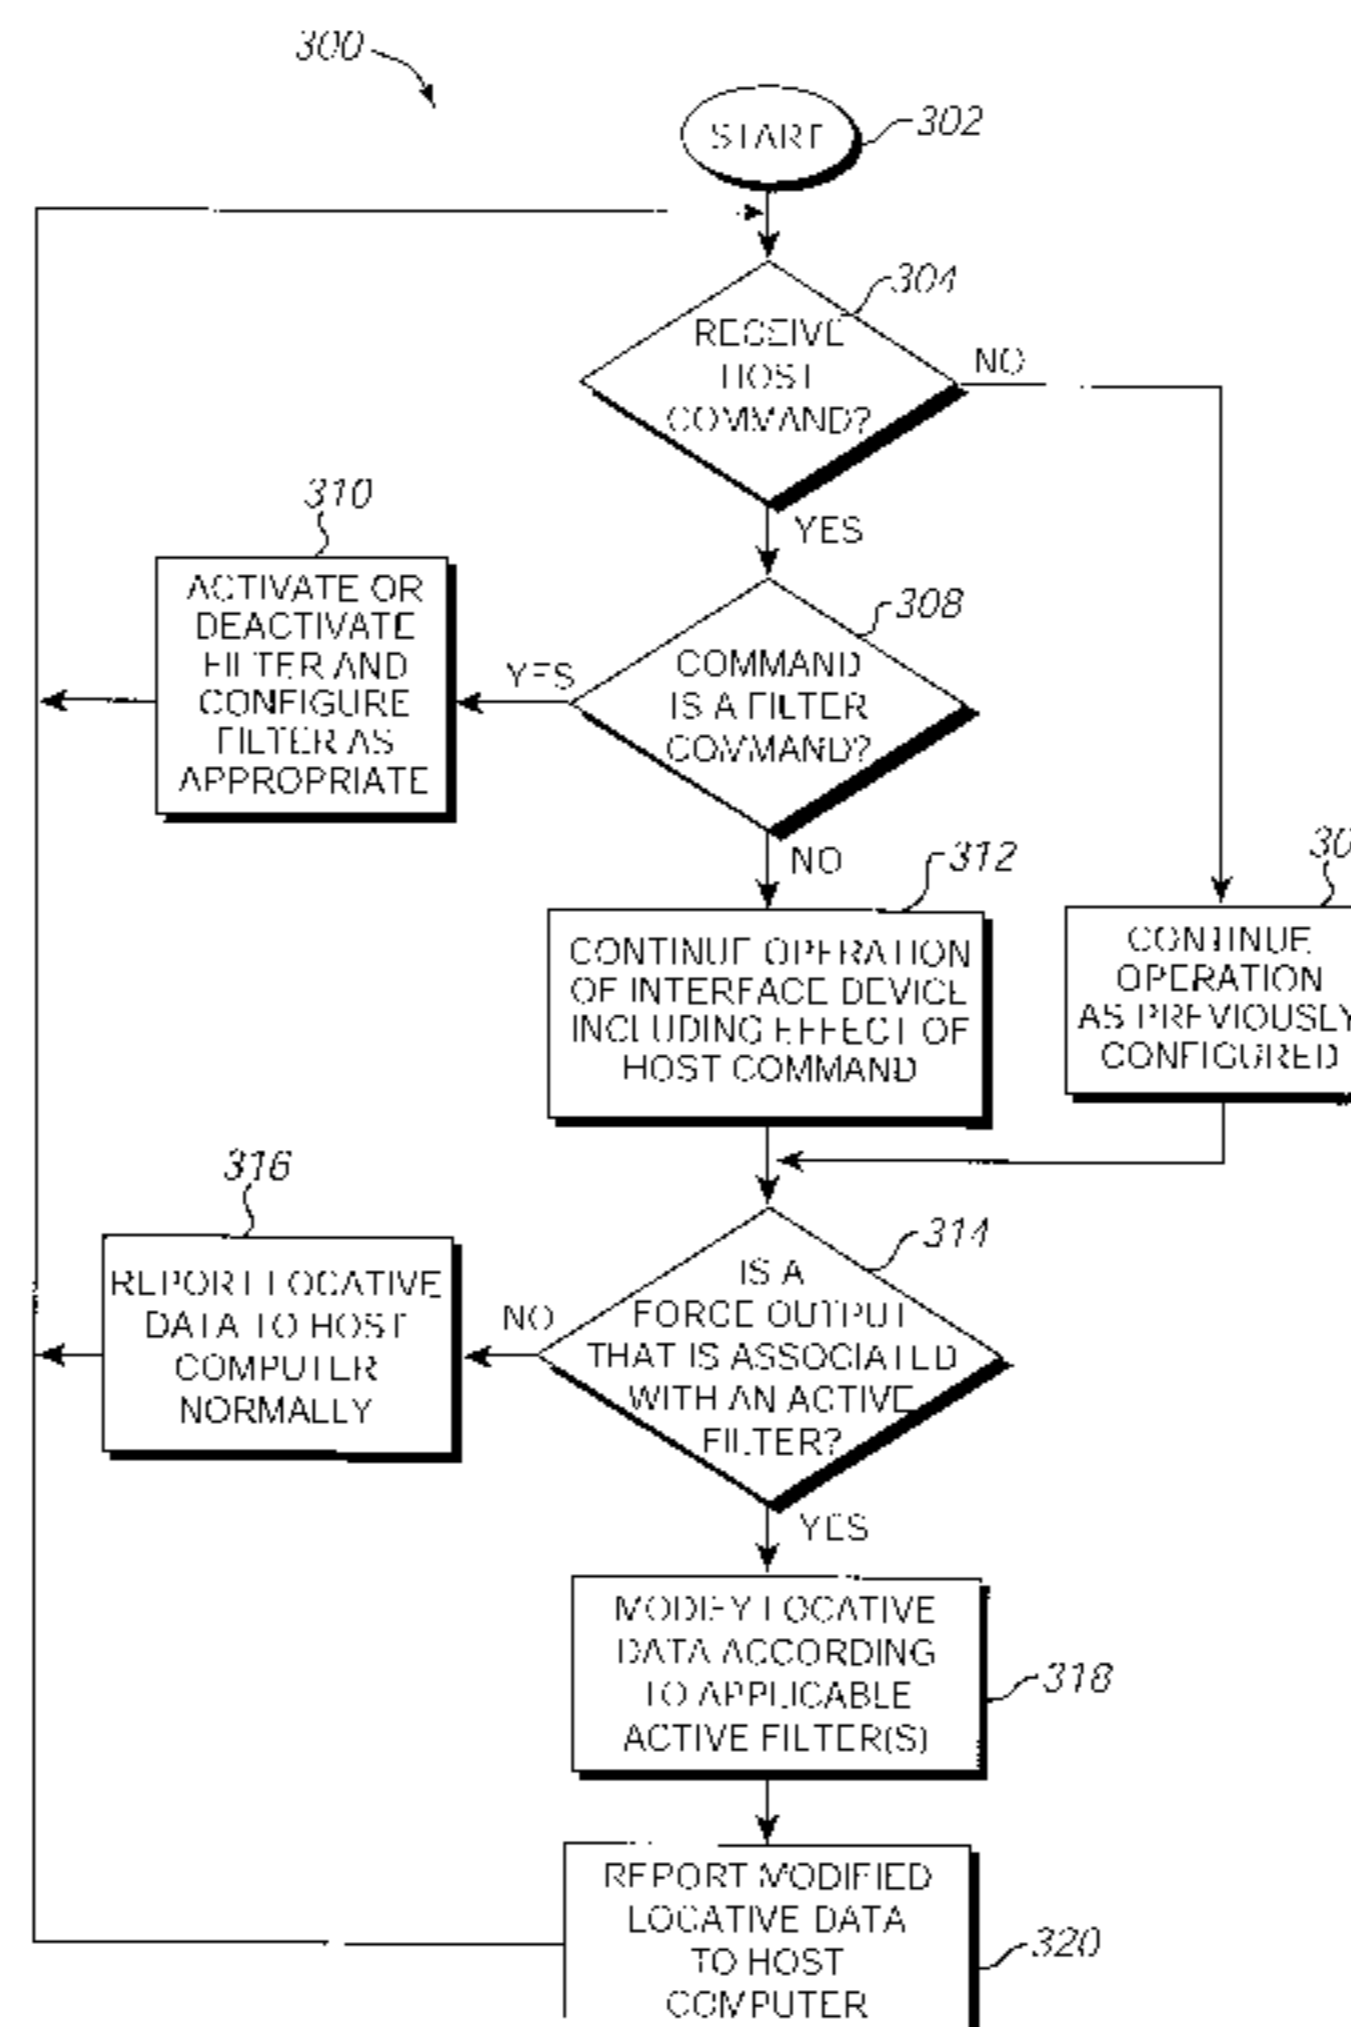 300
START
302
304
RECEIVE
HOST
COMMAND?
NO
YES
310
ACTIVATE OR
DEACTIVATE
FILTER AND
CONFIGURE
FILTER AS
APPROPRIATE
YES
308
COMMAND
IS A FILTER
COMMAND?
NO
312
CONTINUE OPERATION
OF INTERFACE DEVICE
INCLUDING EFFECT OF
HOST COMMAND
30
CONTINUE
OPERATION
AS PREVIOUSLY
CONFIGURED
316
REPORT LOCATIVE
DATA TO HOST
COMPUTER
NORMALLY
NO
314
IS A
FORCE OUTPUT
THAT IS ASSOCIATED
WITH AN ACTIVE
FILTER?
YES
MODIFY LOCATIVE
DATA ACCORDING
TO APPLICABLE
ACTIVE FILTER(S)
318
REPORT MODIFIED
LOCATIVE DATA
TO HOST
COMPUTER
320